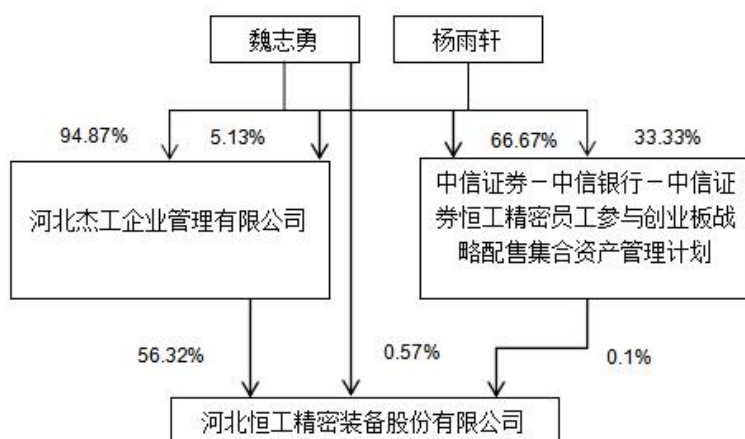 魏志勇
杨雨轩
94.87%
5.13%
66.67%
33.33%
河北杰工企业管理有限公司
中信证券－中信银行－中信证
券恒工精密员工参与创业板战
略配售集合资产管理计划
56.32%
0.57%
0.1%
河北恒工精密装备股份有限公司